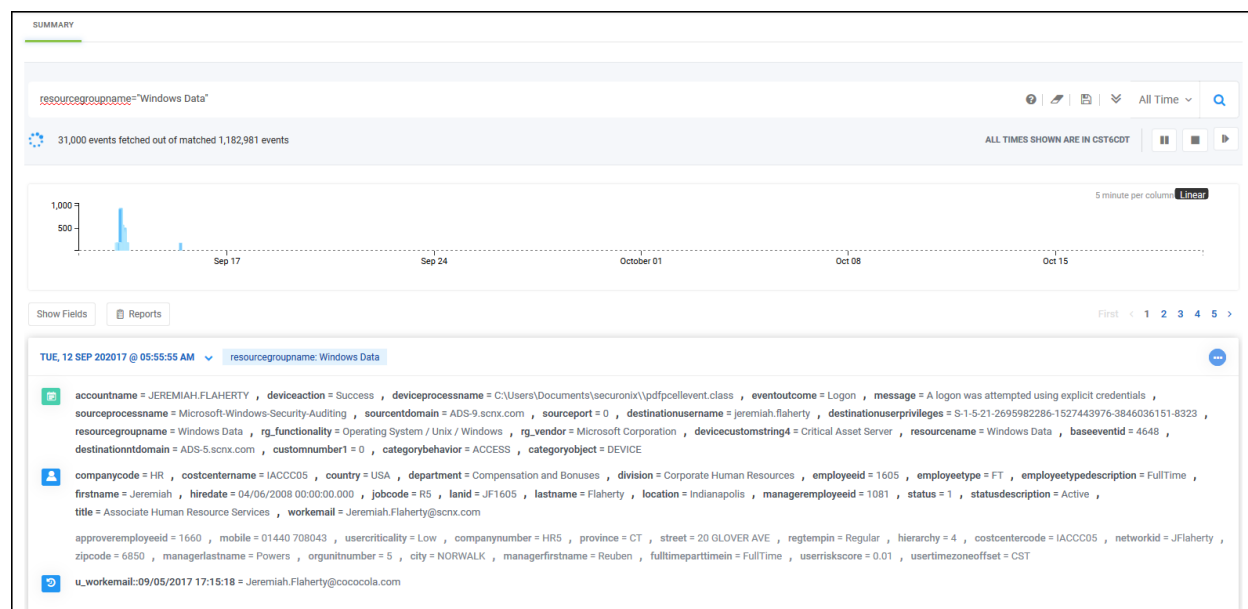 SUMMARY
resourcegroupname="Windows Data"
All Time
31,000 events fetched out of matched 1,182,981 events
ALL TIMES SHOWN ARE IN CST6CDT
5 minute per column Linear
1,000
500
Sep 17
Sep 24
October 01
Oct 08
Oct 15
Show Fields
Reports
First < 1 2 3 4 5 >
TUE, 12 SEP 202017 @ 05:55:55 AM
resourcegroupname: Windows Data
accountname = JEREMIAH.FLAHERTY , deviceaction = Success , deviceprocessname = C:\Users\Documents\securonix\\pdfpcellevent.class , eventoutcome = Logon , message = A logon was attempted using explicit credentials ,
sourceprocessname = Microsoft-Windows-Security-Auditing , sourcentdomain = ADS-9.scnx.com , sourceport = 0 , destinationusername = jeremiah.flaherty , destinationuserprivileges = S-1-5-21-2695982286-1527443976-3846036151-8323 ,
resourcegroupname = Windows Data , rg_functionality = Operating System / Unix / Windows , rg_vendor = Microsoft Corporation , devicecustomstring4 = Critical Asset Server , resourcename = Windows Data , baseeventid = 4648 ,
destinationntdomain = ADS-5.scnx.com , customnumber1 = 0 , categorybehavior = ACCESS , categoryobject = DEVICE
companycode = HR , costcentername = IACCC05 , country = USA , department = Compensation and Bonuses , division = Corporate Human Resources , employeeid = 1605 , employeetype = FT , employeetypedescription = FullTime ,
firstname = Jeremiah , hiredate = 04/06/2008 00:00:00.000 , jobcode = R5 , lanid = JF1605 , lastname = Flaherty , location = Indianapolis , manageremployeeid = 1081 , status = 1 , statusdescription = Active ,
title = Associate Human Resource Services , workemail = Jeremiah.Flaherty@scnx.com
approveremployeeid = 1660 , mobile = 01440 708043 , usercriticality = Low , companynumber = HR5 , province = CT , street = 20 GLOVER AVE , regtempin = Regular , hierarchy = 4 , costcentercode = IACCC05 , networkid = JFlaherty ,
zipcode = 6850 , managerlastname = Powers , orgunitnumber = 5 , city = NORWALK , managerfirstname = Reuben , fulltimeparttimein = FullTime , userriskscore = 0.01 , usertimezoneoffset = CST
u_workemail::09/05/2017 17:15:18 = Jeremiah.Flaherty@cococola.com